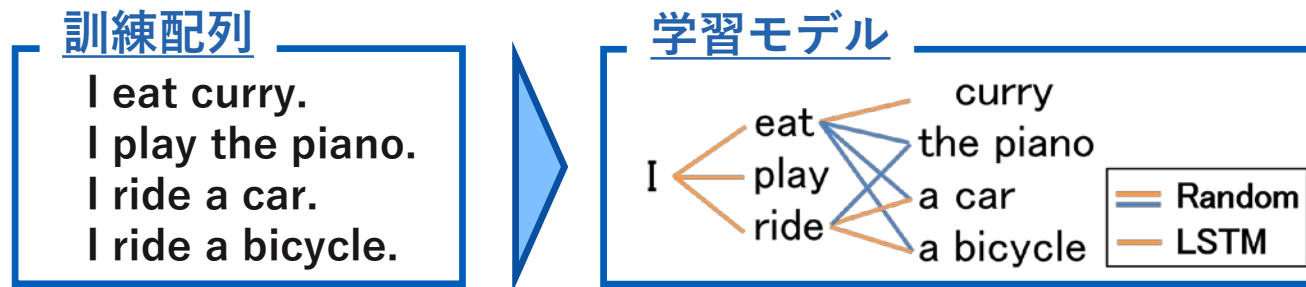 訓練配列
I eat curry.
I play the piano.
I ride a car.
I ride a bicycle.
学習モデル
I
eat
play
ride
curry
the piano
a car
a bicycle
Random
LSTM